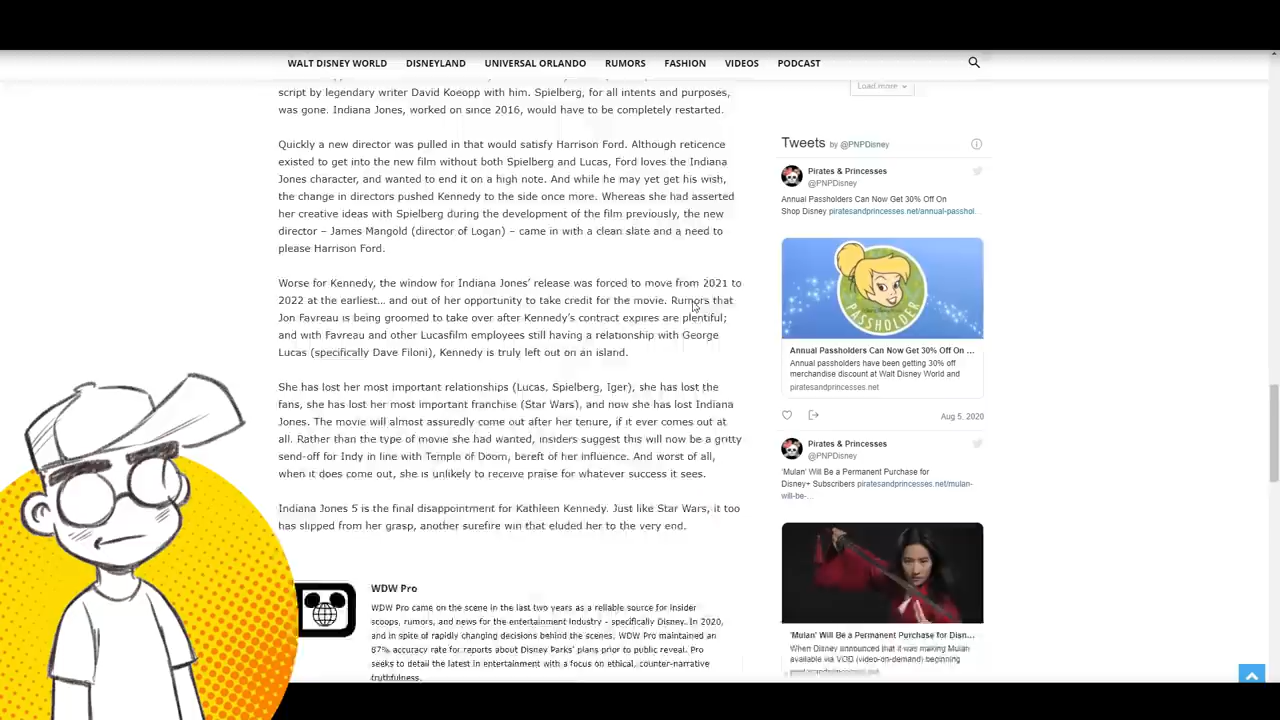 WALT DISNEY WORLD DISNEYLAND UNIVERSAL ORLANDO RUMORS FASHION VIDEOS PODCAST
script by legendary writer David Koeopp with him. Spielberg, for all intents and purposes,
was gone. Indiana Jones, worked on since 2016, would have to be completely restarted.
Quickly a new director was pulled in that would satisfy Harrison Ford. Although reticence
existed to get into the new film without both Spielberg and Lucas, Ford loves the Indiana
Jones character, and wanted to end it on a high note. And while he may yet get his wish,
the change in directors pushed Kennedy to the side once more. Whereas she had asserted
her creative ideas with Spielberg during the development of the film previously, the new
director – James Mangold (director of Logan) – came in with a clean slate and a need to
please Harrison Ford.
Worse for Kennedy, the window for Indiana Jones' release was forced to move from 2021 to
2022 at the earliest... and out of her opportunity to take credit for the movie. Rumors that
Jon Favreau is being groomed to take over after Kennedy's contract expires are plentiful;
and with Favreau and other Lucasfilm employees still having a relationship with George
Lucas (specifically Dave Filoni), Kennedy is truly left out on an island.
She has lost her most important relationships (Lucas, Spielberg, Iger), she has lost the
fans, she has lost her most important franchise (Star Wars), and now she has lost Indiana
Jones. The movie will almost assuredly come out after her tenure, if it ever comes out at
all. Rather than the type of movie she had wanted, insiders suggest this will now be a gritty
send-off for Indy in line with Temple of Doom, bereft of her influence. And worst of all,
when it does come out, she is unlikely to receive praise for whatever success it sees.
Indiana Jones 5 is the final disappointment for Kathleen Kennedy. Just like Star Wars, it too
has slipped from her grasp, another surefire win that eluded her to the very end.
WDW Pro
WDW Pro came on the scene in the last two years as a reliable source for insider
scoops, rumors, and news for the entertainment industry – specifically Disney. In 2020,
and in spite of rapidly changing decisions behind the scenes, WDW Pro maintained an
87% accuracy rate for reports about Disney Parks' plans prior to public reveal. Pro
seeks to detail the latest in entertainment with a focus on ethical, counter-narrative
truthfulness.
Load more
Tweets by @PNPDisney
Pirates & Princesses
@PNPDisney
Annual Passholders Can Now Get 30% Off On
Shop Disney piratesandprincesses.net/annual-passhol...
PASSHOLDER
Annual Passholders Can Now Get 30% Off On ...
Annual passholders have been getting 30% off
merchandise discount at Walt Disney World and
piratesandprincesses.net
Aug 5, 2020
Pirates & Princesses
@PNPDisney
'Mulan' Will Be a Permanent Purchase for
Disney+ Subscribers piratesandprincesses.net/mulan-
will-be-...
'Mulan' Will Be a Permanent Purchase for Disn...
When Disney announced that it was making Mulan
available via VOD (video-on-demand) beginning